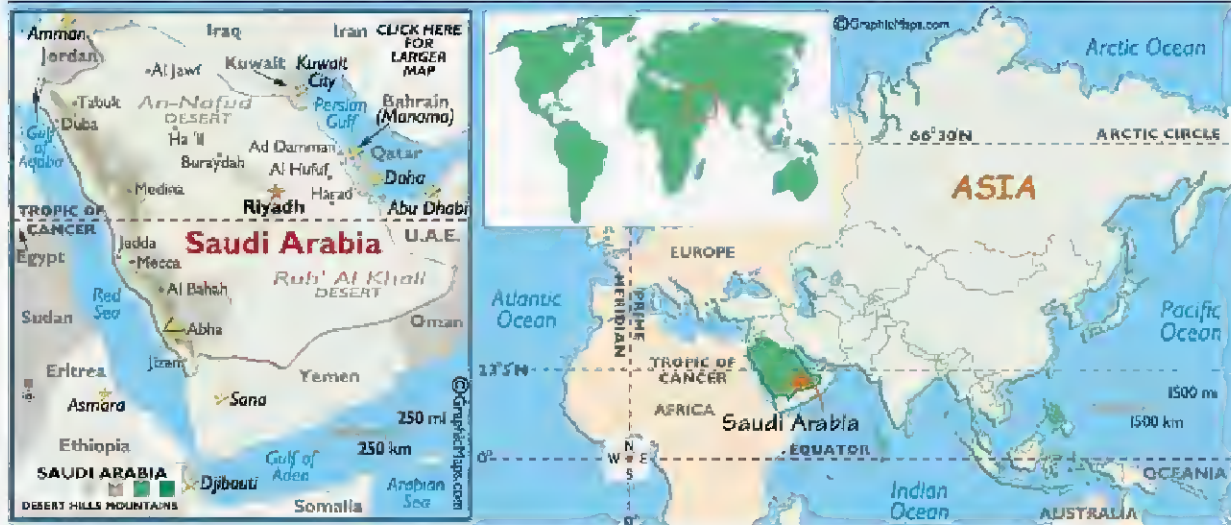 Amman
Jordan
Iraq
Iran
CLICK HERE
FOR
LARGER
MAP
Al Jawf
Kuwait
Kuwait
City
Tabuk
An-Nafud
DESERT
Persian
Gulf
Bahrain
(Manama)
Duba
Gulf
of
Aqaba
Ha 'il
Buraydah
Ad Damman
Al Hufuf
Qatar
Doha
Medina
Riyadh
Harad
Abu Dhabi
TROPIC OF
CANCER
Egypt
Jadda
Mecca
Saudi Arabia
U.A.E.
Rub' Al Khali
DESERT
Red
Sea
Al Bahah
Sudan
Abha
Oman
Jizan
Eritrea
Yemen
Asmara
Sana
250 mi
250 km
Ethiopia
Gulf of
Aden
SAUDI ARABIA
DESERT HILLS MOUNTAINS
Djibouti
Somalia
Arabian
Sea
©GraphicMaps.com
©GraphicMaps.com
Arctic Ocean
66°30'N
ARCTIC CIRCLE
ASIA
EUROPE
Atlantic
Ocean
PRIME
MERIDIAN
Pacific
Ocean
TROPIC OF
CANCER
AFRICA
Saudi Arabia
1500 mi
1500 km
EQUATOR
0°
N
W E
S
0°
OCEANIA
Indian
Ocean
AUSTRALIA